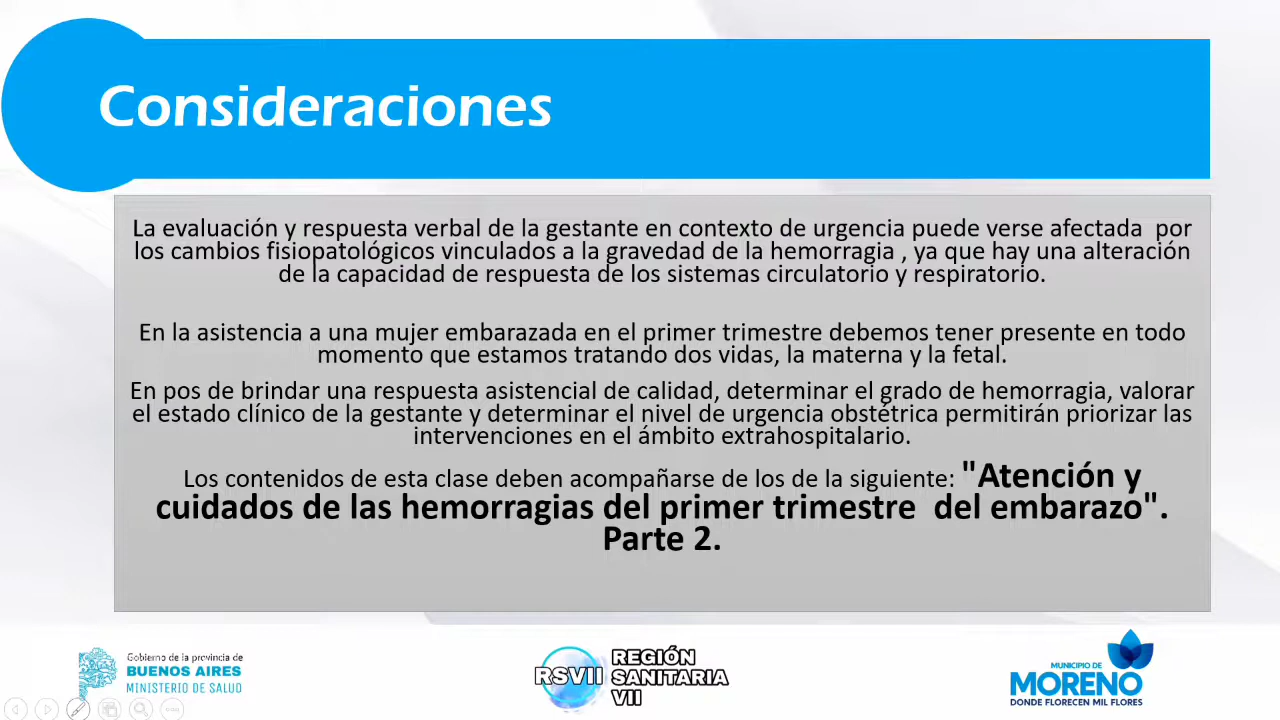 Consideraciones
La evaluación y respuesta verbal de la gestante en contexto de urgencia puede verse afectada  por
los cambios fisiopatológicos vinculados a la gravedad de la hemorragia , ya que hay una alteración
de la capacidad de respuesta de los sistemas circulatorio y respiratorio.
En la asistencia a una mujer embarazada en el primer trimestre debemos tener presente en todo
momento que estamos tratando dos vidas, la materna y la fetal.
En pos de brindar una respuesta asistencial de calidad, determinar el grado de hemorragia, valorar
el estado clínico de la gestante y determinar el nivel de urgencia obstétrica permitirán priorizar las
intervenciones en el ámbito extrahospitalario.
Los contenidos de esta clase deben acompañarse de los de la siguiente: "Atención y
cuidados de las hemorragias del primer trimestre  del embarazo".
Parte 2.
Gobierno de la provincia de
BUENOS AIRES
MINISTERIO DE SALUD
RSVII
REGIÓN
SANITARIA
VII
MUNICIPIO DE
MORENO
DONDE FLORECEN MIL FLORES